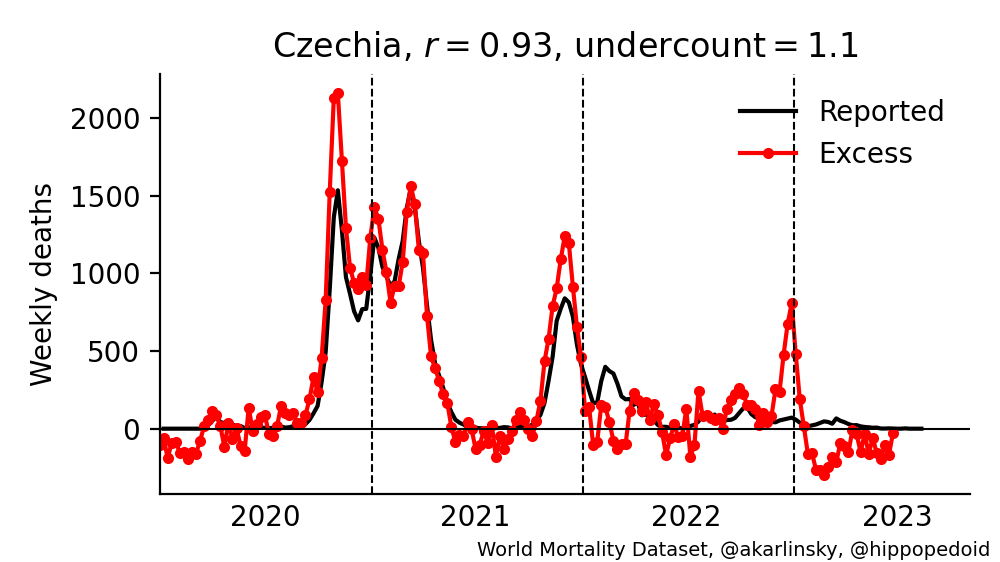 Czechia, r = 0.93, undercount = 1.1
Weekly deaths
2000
1500
1000
500
0
Reported
Excess
2020 2021 2022 2023
World Mortality Dataset, @akarlinsky, @hippopedoid